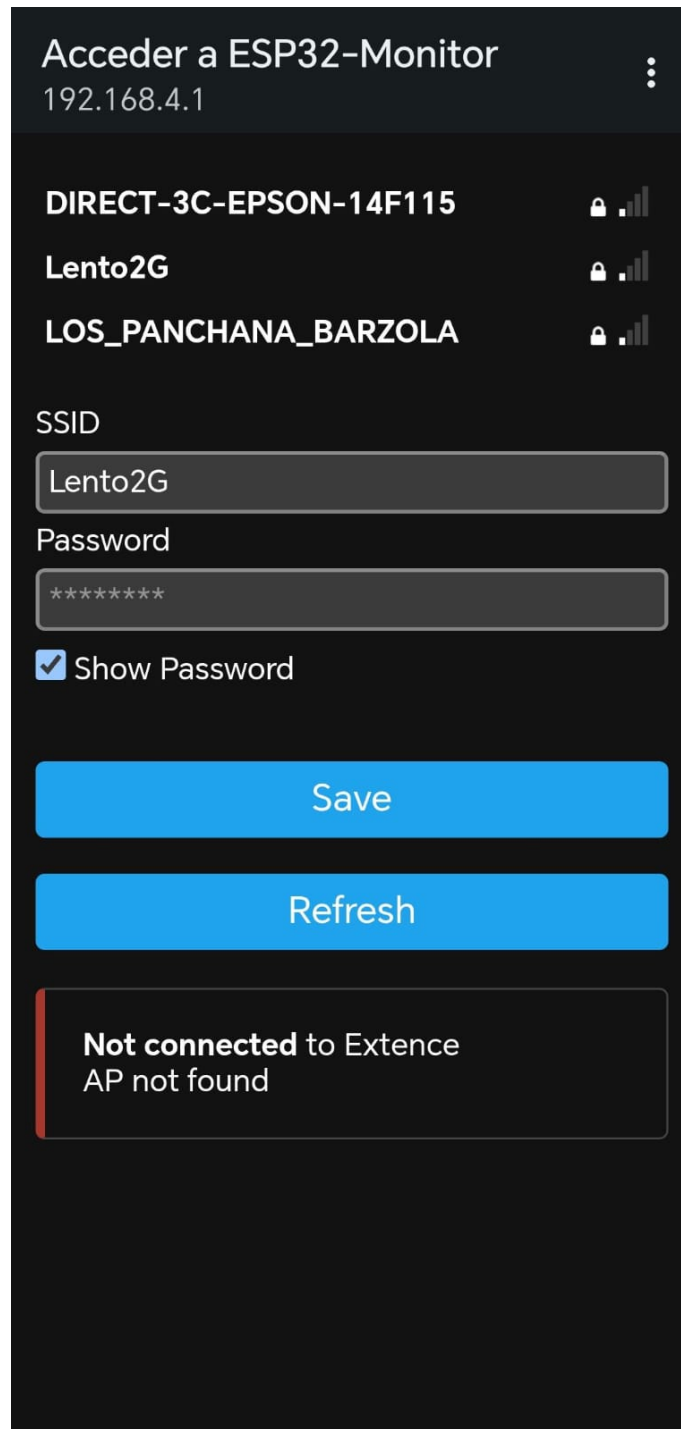 Acceder a ESP32-Monitor
192.168.4.1
DIRECT-3C-EPSON-14F115
Lento2G
LOS_PANCHANA_BARZOLA
SSID
Lento2G
Password
********
Show Password
Save
Refresh
Not connected to Extence
AP not found